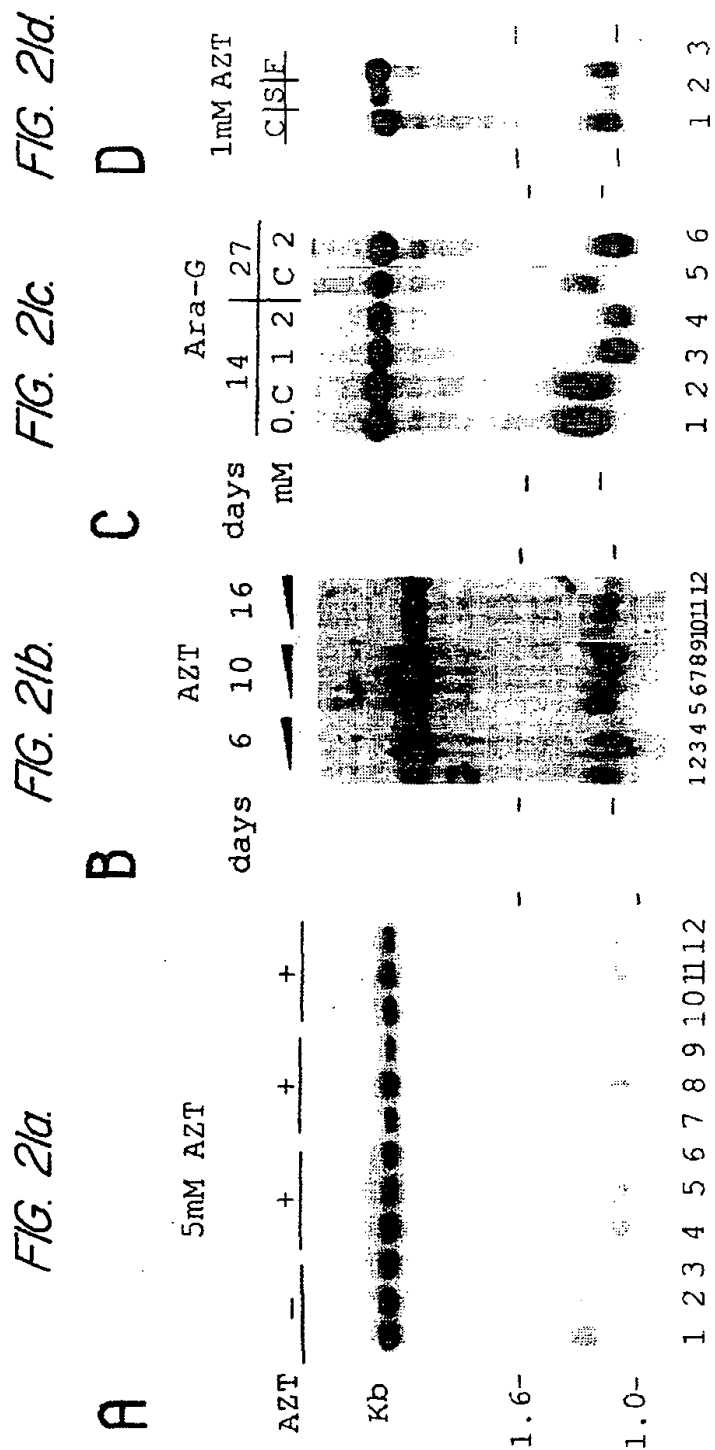 FIG. 21a.
A
5mM AZT
AZT − + + +
Kb
1.6-
1.0-
1 2 3 4 5 6 7 8 9 10 11 12
FIG. 21b.
B
AZT
days 6 10 16
1 2 3 4 5 6 7 8 9 10 11 12
FIG. 21c.
C
Ara-G
days 14 27
mM 0.C 1 2 C 2
1 2 3 4 5 6
FIG. 21d.
D
1mM AZT
C S F
1 2 3